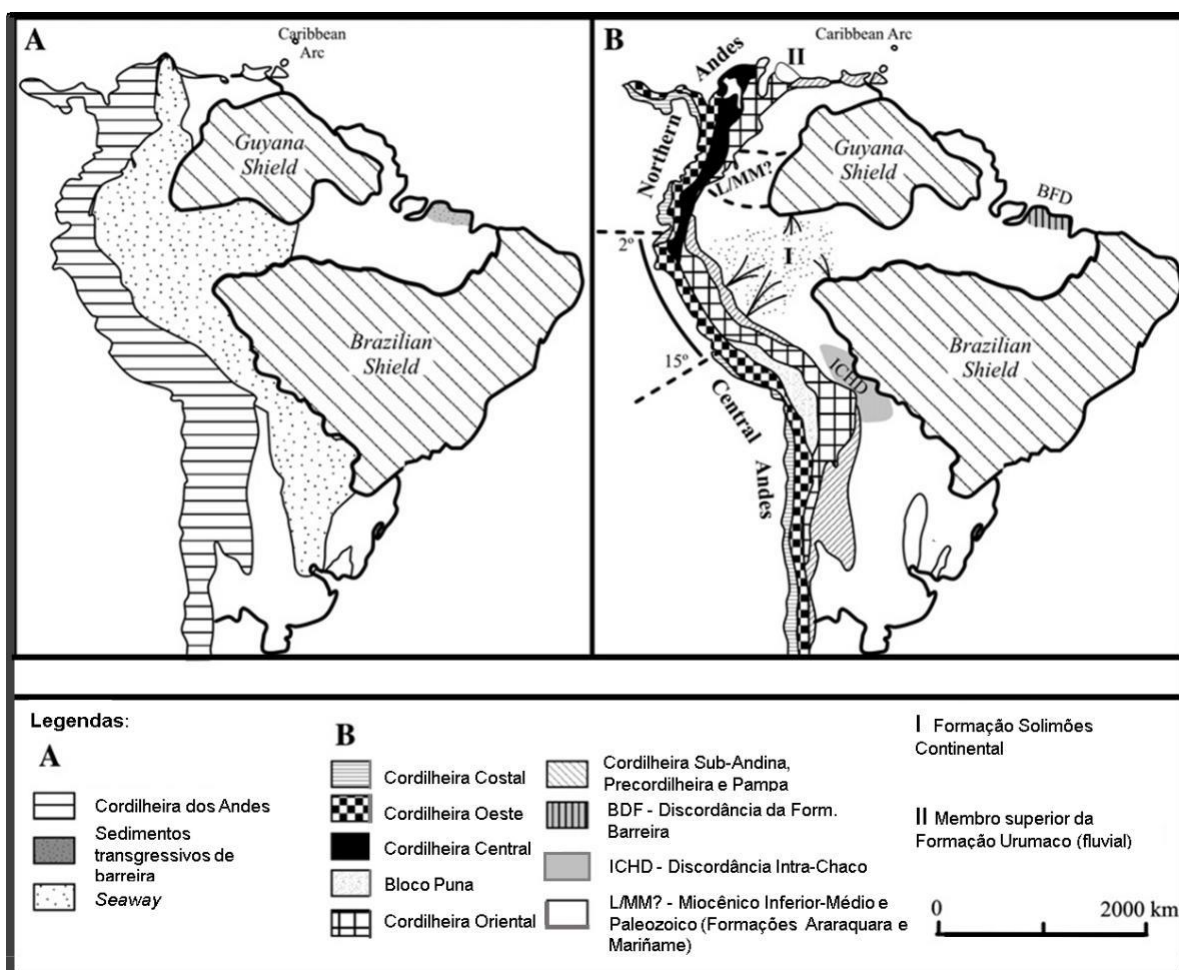 A
Caribbean
Arc
Guyana
Shield
Brazilian
Shield
B
Caribbean Arc
II
Andes
Northern
L/MM?
Guyana
Shield
BFD
2º
I
15º
ICHD
Brazilian
Shield
Central
Andes
Legendas:
A
Cordilheira dos Andes
Sedimentos
transgressivos de
barreira
Seaway
B
Cordilheira Costal
Cordilheira Oeste
Cordilheira Central
Bloco Puna
Cordilheira Oriental
Cordilheira Sub-Andina,
Precordilheira e Pampa
BDF - Discordância da Form.
Barreira
ICHD - Discordância Intra-Chaco
L/MM? - Miocênico Inferior-Médio e
Paleozoico (Formações Araraquara e
Mariñame)
I Formação Solimões
Continental
II Membro superior da
Formação Urumaco (fluvial)
0 2000 km